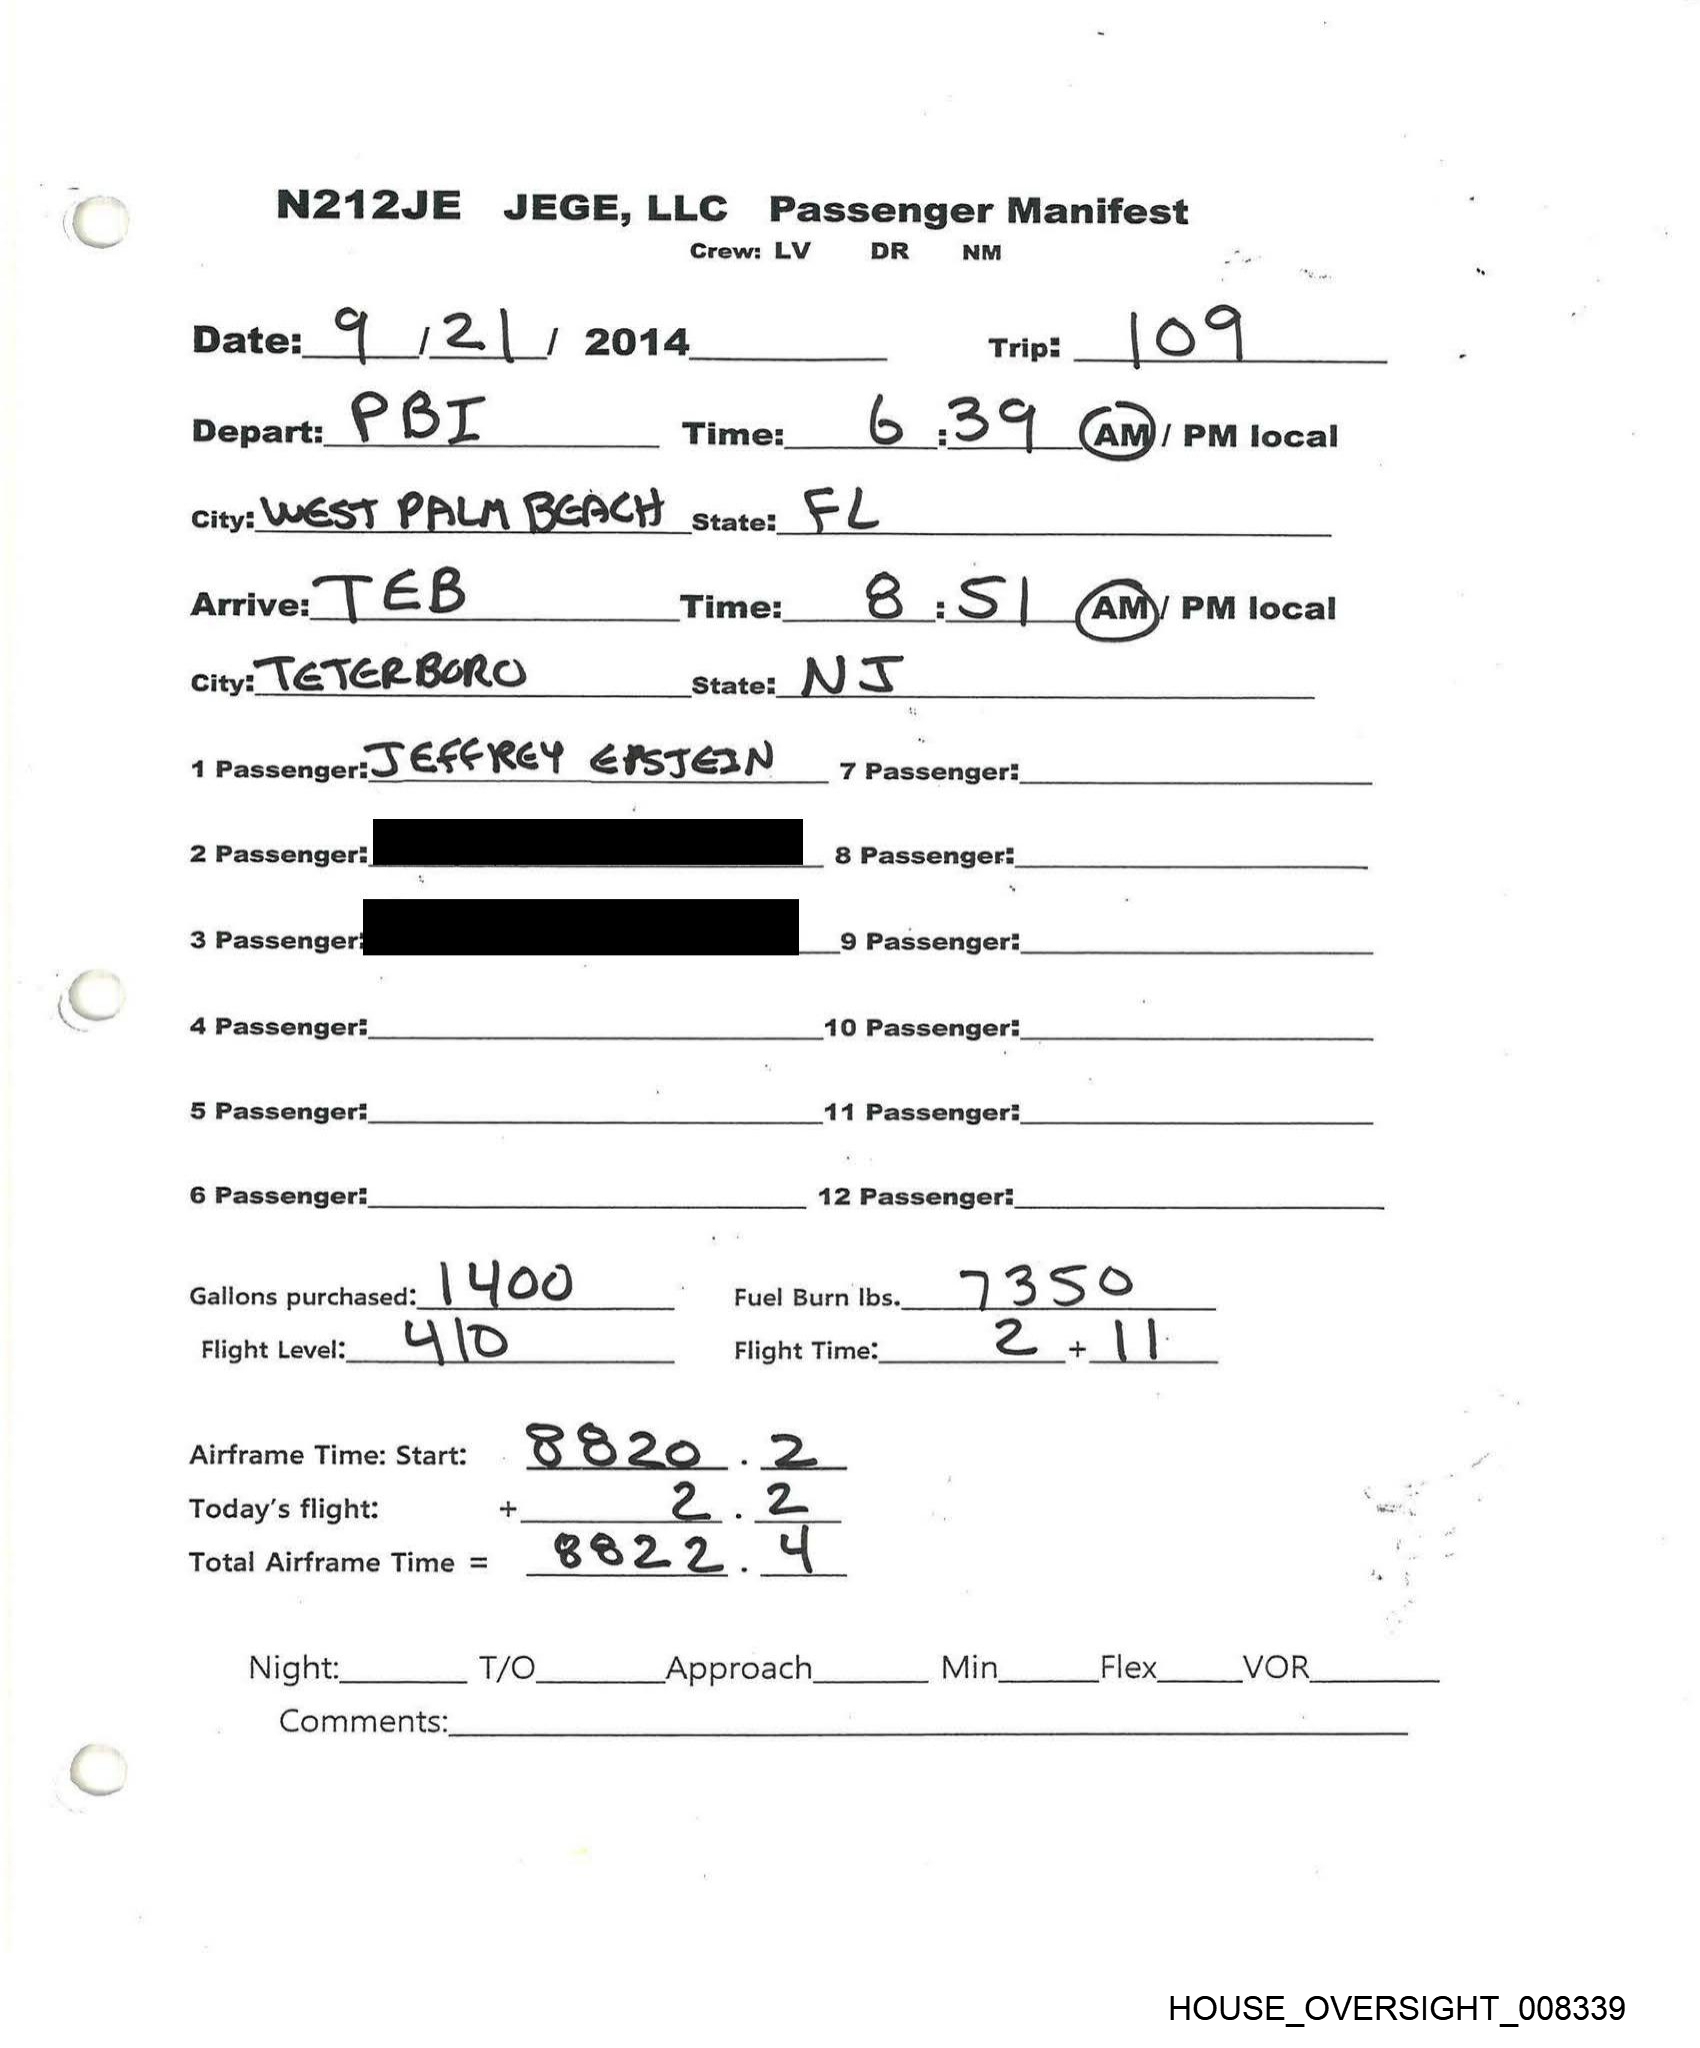 N212JE JEGE, LLC Passenger Manifest
Crew: LV DR NM
Date: 9 / 21 / 2014 Trip: 109
Depart: PBI Time: 6 : 39 AM / PM local
City: WEST PALM BEACH State: FL
Arrive: TEB Time: 8 : 51 AM / PM local
City: TETERBORO State: NJ
1 Passenger: JEFFREY EPSTEIN 7 Passenger:
2 Passenger: 8 Passenger:
3 Passenger: 9 Passenger:
4 Passenger: 10 Passenger:
5 Passenger: 11 Passenger:
6 Passenger: 12 Passenger:
Gallons purchased: 1400 Fuel Burn lbs. 7350
Flight Level: 410 Flight Time: 2 + 11
Airframe Time: Start: 8820 . 2
Today's flight: + 2 . 2
Total Airframe Time = 8822 . 4
Night: T/O Approach Min Flex VOR
Comments:
HOUSE_OVERSIGHT_008339